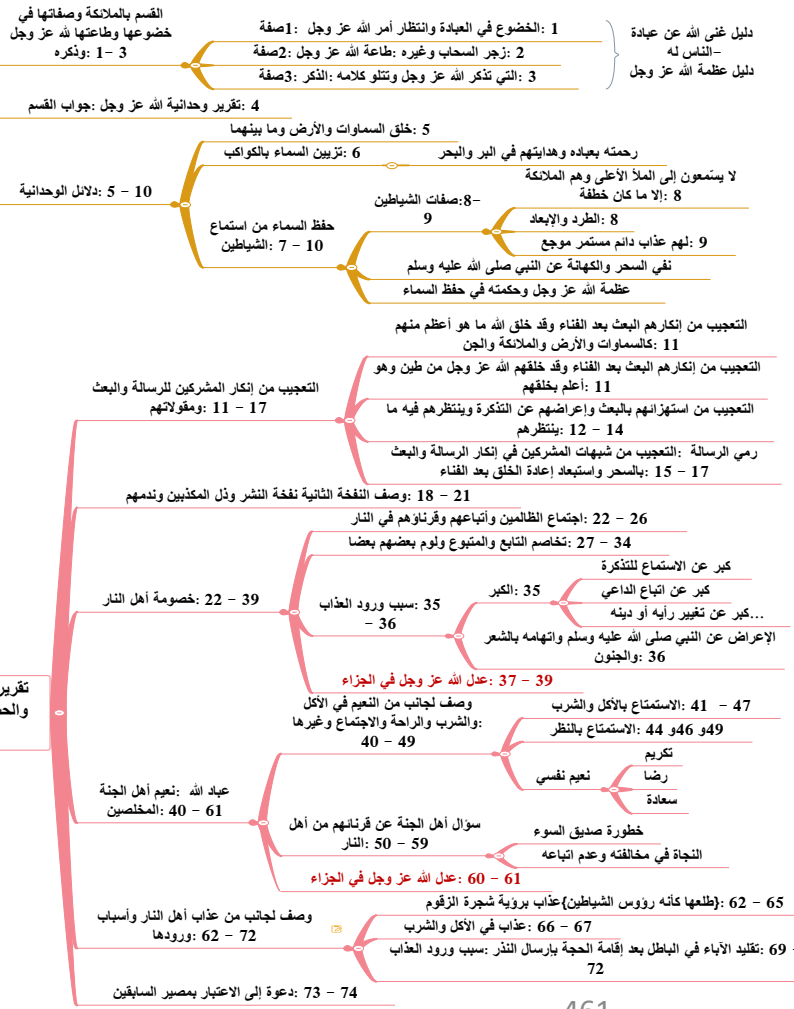 القسم بالملائكة وصفاتها في
خضوعها وطاعتها لله عز وجل
وذكره: 1– 3
صفة1: الخضوع في العبادة وانتظار أمر الله عز وجل: 1
صفة2: زجر السحاب وغيره: طاعة الله عز وجل: 2
صفة3: التي تذكر الله عز وجل وتتلو كلامه: الذكر: 3
دليل غنى الله عن عبادة
الناس له–
دليل عظمة الله عز وجل
جواب القسم: تقرير وحدانية الله عز وجل: 4
دلائل الوحدانية: 5 – 10
خلق السماوات والأرض وما بينهما: 5
تزيين السماء بالكواكب: 6
رحمته بعباده وهدايتهم في البر والبحر
حفظ السماء من استماع
الشياطين: 7 – 10
صفات الشياطين:8–
9
لا يسّمعون إلى الملأ الأعلى وهم الملائكة
إلا ما كان خطفة: 8
الطرد والإبعاد: 8
لهم عذاب دائم مستمر موجع: 9
نفي السحر والكهانة عن النبي صلى الله عليه وسلم
عظمة الله عز وجل وحكمته في حفظ السماء
التعجيب من إنكار المشركين للرسالة والبعث
ومقولاتهم: 11 – 17
التعجيب من إنكارهم البعث بعد الفناء وقد خلق الله ما هو أعظم منهم
كالسماوات والأرض والملائكة والجن: 11
التعجيب من إنكارهم البعث بعد الفناء وقد خلقهم الله عز وجل من طين وهو
أعلم بخلقهم: 11
التعجيب من استهزائهم بالبعث وإعراضهم عن التذكرة وينتظرهم فيه ما
ينتظرهم: 12 – 14
التعجيب من شبهات المشركين في إنكار الرسالة والبعث: رمي الرسالة
بالسحر واستبعاد إعادة الخلق بعد الفناء: 15 – 17
وصف النفخة الثانية نفخة النشر وذل المكذبين وندمهم: 18 – 21
خصومة أهل النار: 22 – 39
اجتماع الظالمين وأتباعهم وقرناؤهم في النار: 22 – 26
تخاصم التابع والمتبوع ولوم بعضهم بعضا: 27 – 34
سبب ورود العذاب: 35
– 36
الكبر: 35
كبر عن الاستماع للتذكرة
كبر عن اتباع الداعي
كبر عن تغيير رأيه أو دينه...
الإعراض عن النبي صلى الله عليه وسلم واتهامه بالشعر
والجنون: 36
عدل الله عز وجل في الجزاء: 37 – 39
تقرير
نعيم أهل الجنة: عباد الله
المخلصين: 40 – 61
وصف لجانب من النعيم في الأكل
والشرب والراحة والاجتماع وغيرها:
40 – 49
الاستمتاع بالأكل والشرب: 41 – 47
الاستمتاع بالنظر: 44 و46 و49
نعيم نفسي
تكريم
رضا
سعادة
سؤال أهل الجنة عن قرنائهم من أهل
النار: 50 – 59
خطورة صديق السوء
النجاة في مخالفته وعدم اتباعه
عدل الله عز وجل في الجزاء: 60 – 61
وصف لجانب من عذاب أهل النار وأسباب
ورودها: 62 – 72
عذاب برؤية شجرة الزقوم{طلعها كأنه رؤوس الشياطين}: 62 – 65
عذاب في الأكل والشرب: 66 – 67
سبب ورود العذاب: تقليد الآباء في الباطل بعد إقامة الحجة بإرسال النذر: 69 –
72
دعوة إلى الاعتبار بمصير السابقين: 73 – 74